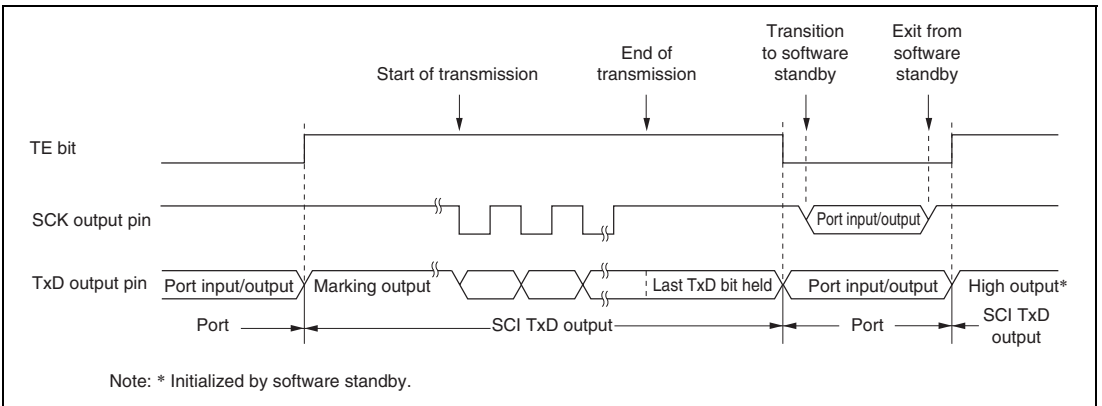 Start of transmission
End of
transmission
Transition
to software
standby
Exit from
software
standby
TE bit
SCK output pin
Port input/output
TxD output pin
Port input/output
Marking output
Last TxD bit held
Port input/output
High output*
Port
SCI TxD output
Port
SCI TxD
output
Note: * Initialized by software standby.